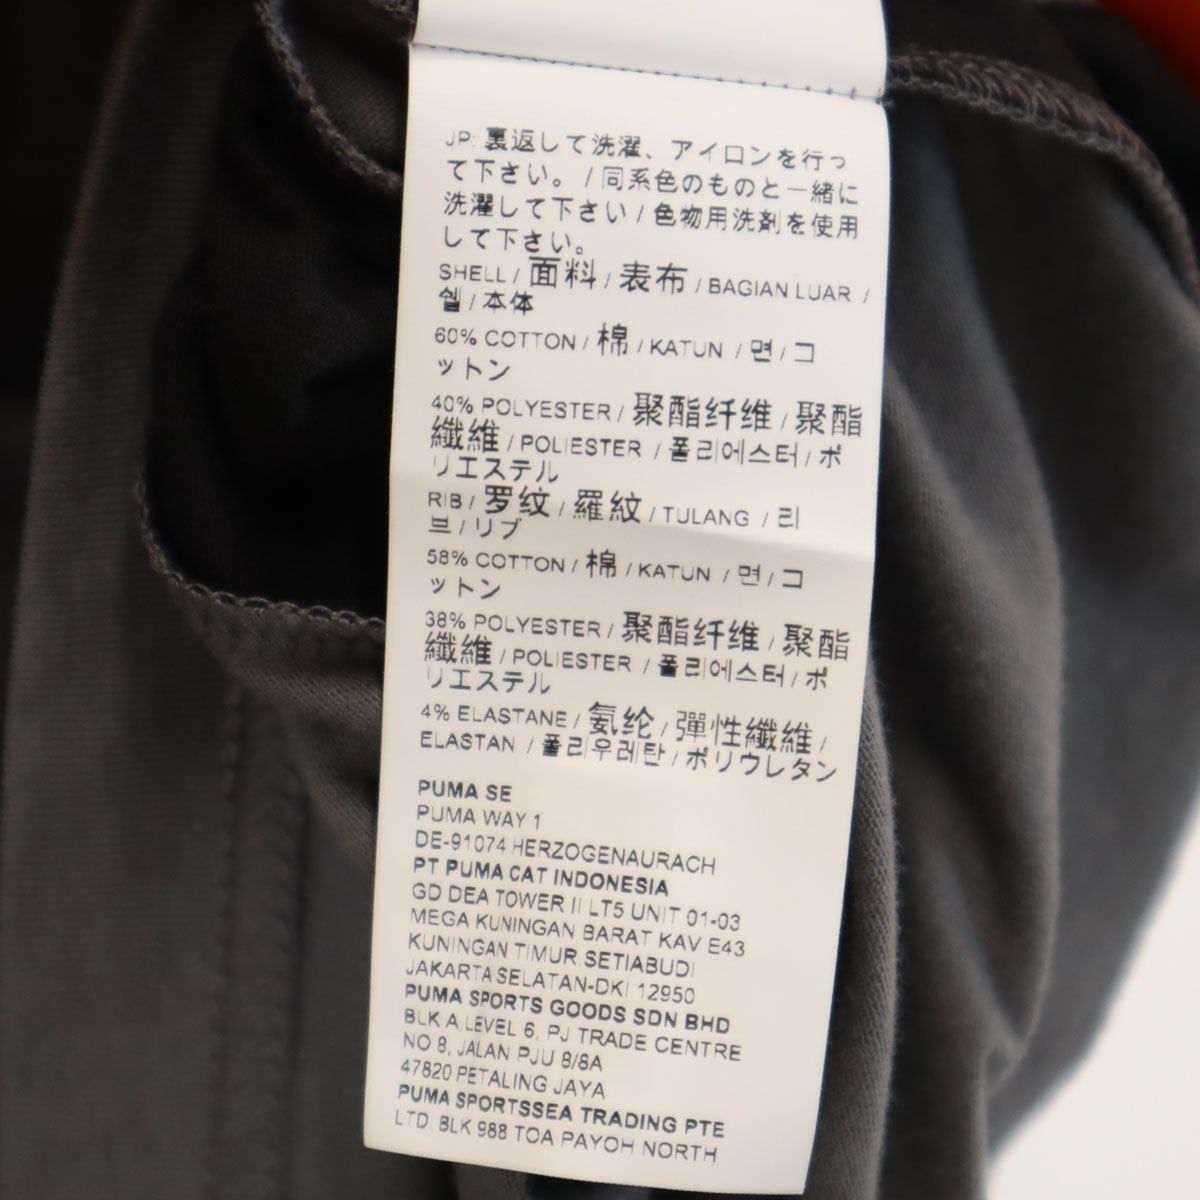 JP: 裏返して洗濯、アイロンを行っ
て下さい。/同系色のものと一緒に
洗濯して下さい/色物用洗剤を使用
して下さい。
SHELL / 面料 / 表布 / BAGIAN LUAR /
쉘 / 本体
60% COTTON / 棉 / KATUN / 면 / コ
ットン
40% POLYESTER / 聚酯纤维 / 聚酯
纖維 / POLIESTER / 폴리에스터 / ポ
リエステル
RIB / 罗纹 / 羅紋 / TULANG / 리
브 / リブ
58% COTTON / 棉 / KATUN / 면 / コ
ットン
38% POLYESTER / 聚酯纤维 / 聚酯
纖維 / POLIESTER / 폴리에스터 / ポ
リエステル
4% ELASTANE / 氨纶 / 彈性纖維 /
ELASTAN / 폴리우레탄 / ポリウレタン
PUMA SE
PUMA WAY 1
DE-91074 HERZOGENAURACH
PT PUMA CAT INDONESIA
GD DEA TOWER II LT5 UNIT 01-03
MEGA KUNINGAN BARAT KAV E43
KUNINGAN TIMUR,SETIABUDI
JAKARTA SELATAN-DKI 12950
PUMA SPORTS GOODS SDN BHD
BLK A,LEVEL 6, PJ TRADE CENTRE
NO 8, JALAN PJU 8/8A
47820 PETALING JAYA
PUMA SPORTSSEA TRADING PTE
LTD BLK 988 TOA PAYOH NORTH